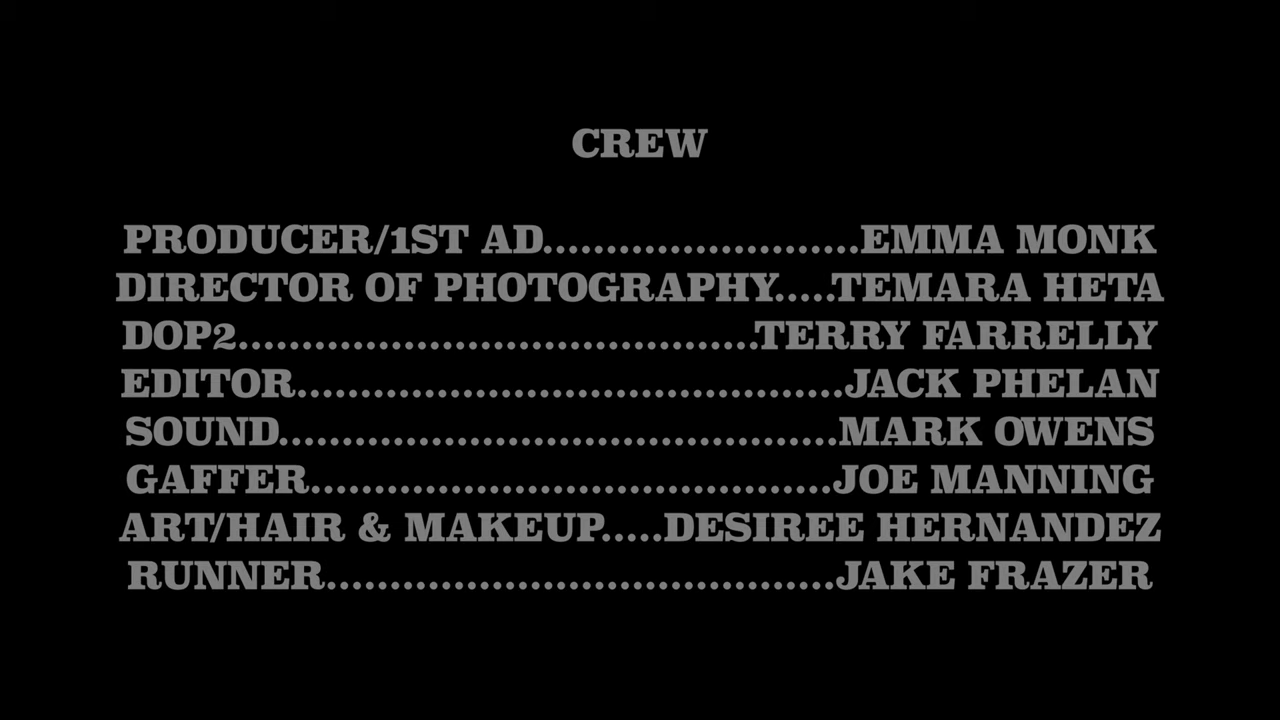 CREW
PRODUCER/1ST AD.........................EMMA MONK
DIRECTOR OF PHOTOGRAPHY.....TEMARA HETA
DOP2.........................................TERRY FARRELLY
EDITOR...........................................JACK PHELAN
SOUND............................................MARK OWENS
GAFFER.........................................JOE MANNING
ART/HAIR & MAKEUP.....DESIREE HERNANDEZ
RUNNER........................................JAKE FRAZER